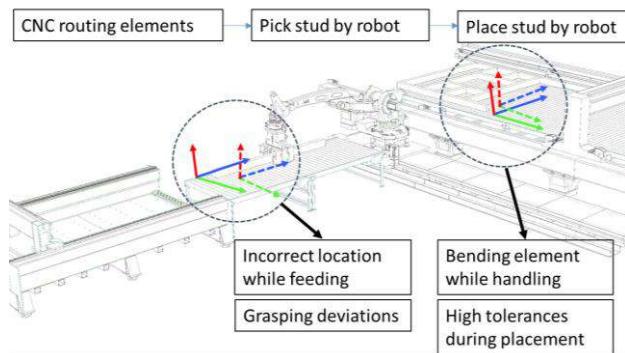 CNC routing elements
Pick stud by robot
Place stud by robot
Incorrect location
while feeding
Grasping deviations
Bending element
while handling
High tolerances
during placement